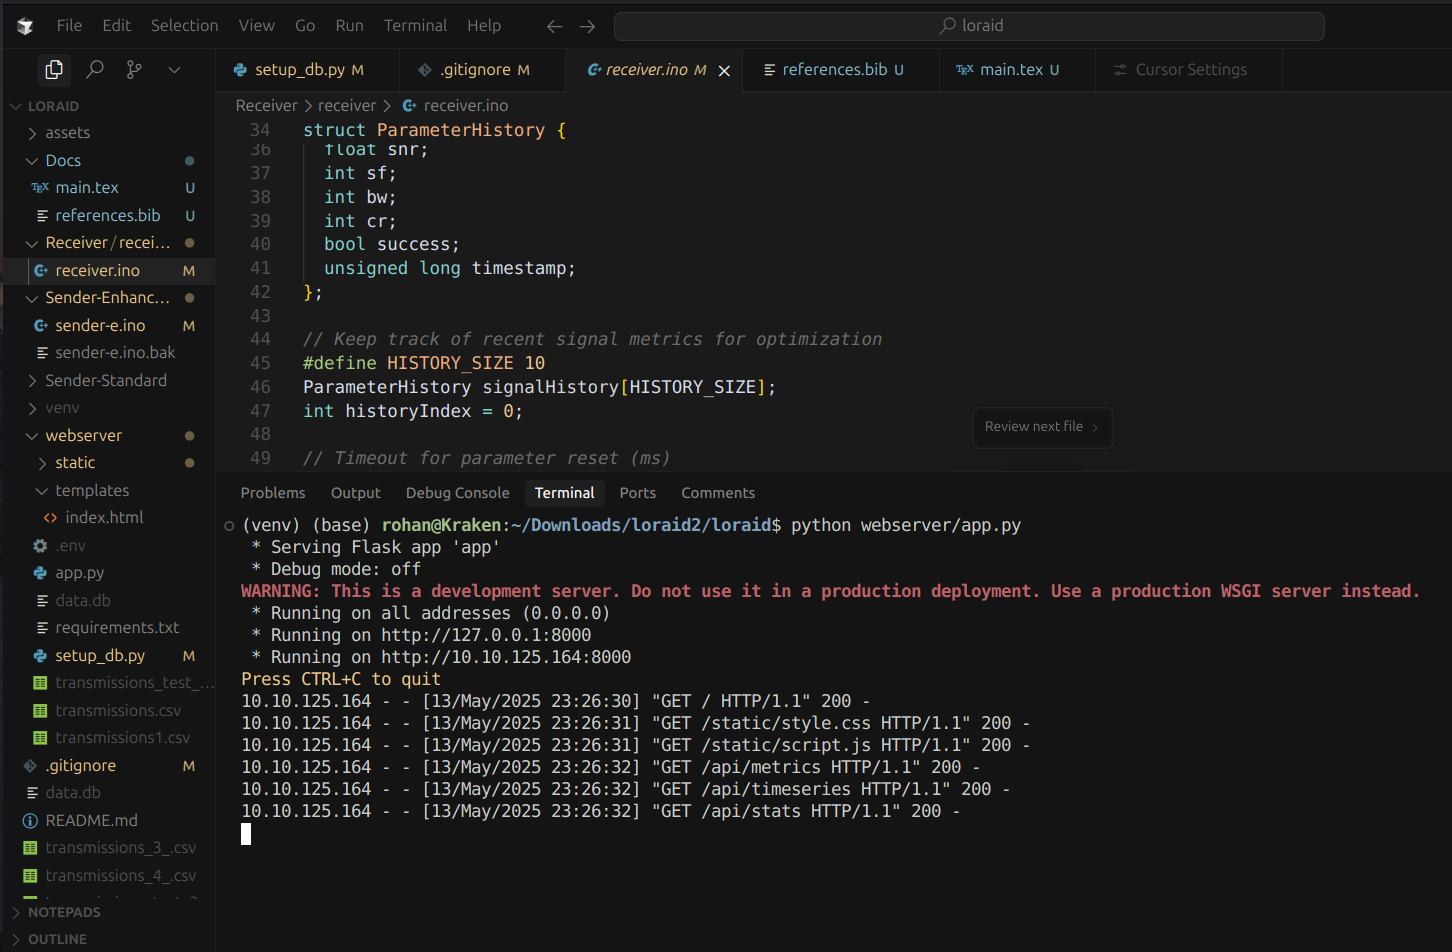 File Edit Selection View Go Run Terminal Help
loraid
setup_db.py M
.gitignore M
receiver.ino M
references.bib U
TEX main.tex U
Cursor Settings
LORAID
assets
Docs
TEX main.tex U
references.bib U
Receiver/recei...
receiver.ino M
Sender-Enhanc...
sender-e.ino M
sender-e.ino.bak
Sender-Standard
venv
webserver
static
templates
index.html
.env
app.py
data.db
requirements.txt
setup_db.py M
transmissions_test_...
transmissions.csv
transmissions1.csv
.gitignore M
data.db
README.md
transmissions_3_.csv
transmissions_4_.csv
NOTEPADS
OUTLINE
Receiver > receiver > receiver.ino
34 struct ParameterHistory {
36 float snr;
37 int sf;
38 int bw;
39 int cr;
40 bool success;
41 unsigned long timestamp;
42 };
43
44 // Keep track of recent signal metrics for optimization
45 #define HISTORY_SIZE 10
46 ParameterHistory signalHistory[HISTORY_SIZE];
47 int historyIndex = 0;
48
49 // Timeout for parameter reset (ms)
Review next file >
Problems Output Debug Console Terminal Ports Comments
(venv) (base) rohan@Kraken:~/Downloads/loraid2/loraid$ python webserver/app.py
* Serving Flask app 'app'
* Debug mode: off
WARNING: This is a development server. Do not use it in a production deployment. Use a production WSGI server instead.
* Running on all addresses (0.0.0.0)
* Running on http://127.0.0.1:8000
* Running on http://10.10.125.164:8000
Press CTRL+C to quit
10.10.125.164 - - [13/May/2025 23:26:30] "GET / HTTP/1.1" 200 -
10.10.125.164 - - [13/May/2025 23:26:31] "GET /static/style.css HTTP/1.1" 200 -
10.10.125.164 - - [13/May/2025 23:26:31] "GET /static/script.js HTTP/1.1" 200 -
10.10.125.164 - - [13/May/2025 23:26:32] "GET /api/metrics HTTP/1.1" 200 -
10.10.125.164 - - [13/May/2025 23:26:32] "GET /api/timeseries HTTP/1.1" 200 -
10.10.125.164 - - [13/May/2025 23:26:32] "GET /api/stats HTTP/1.1" 200 -